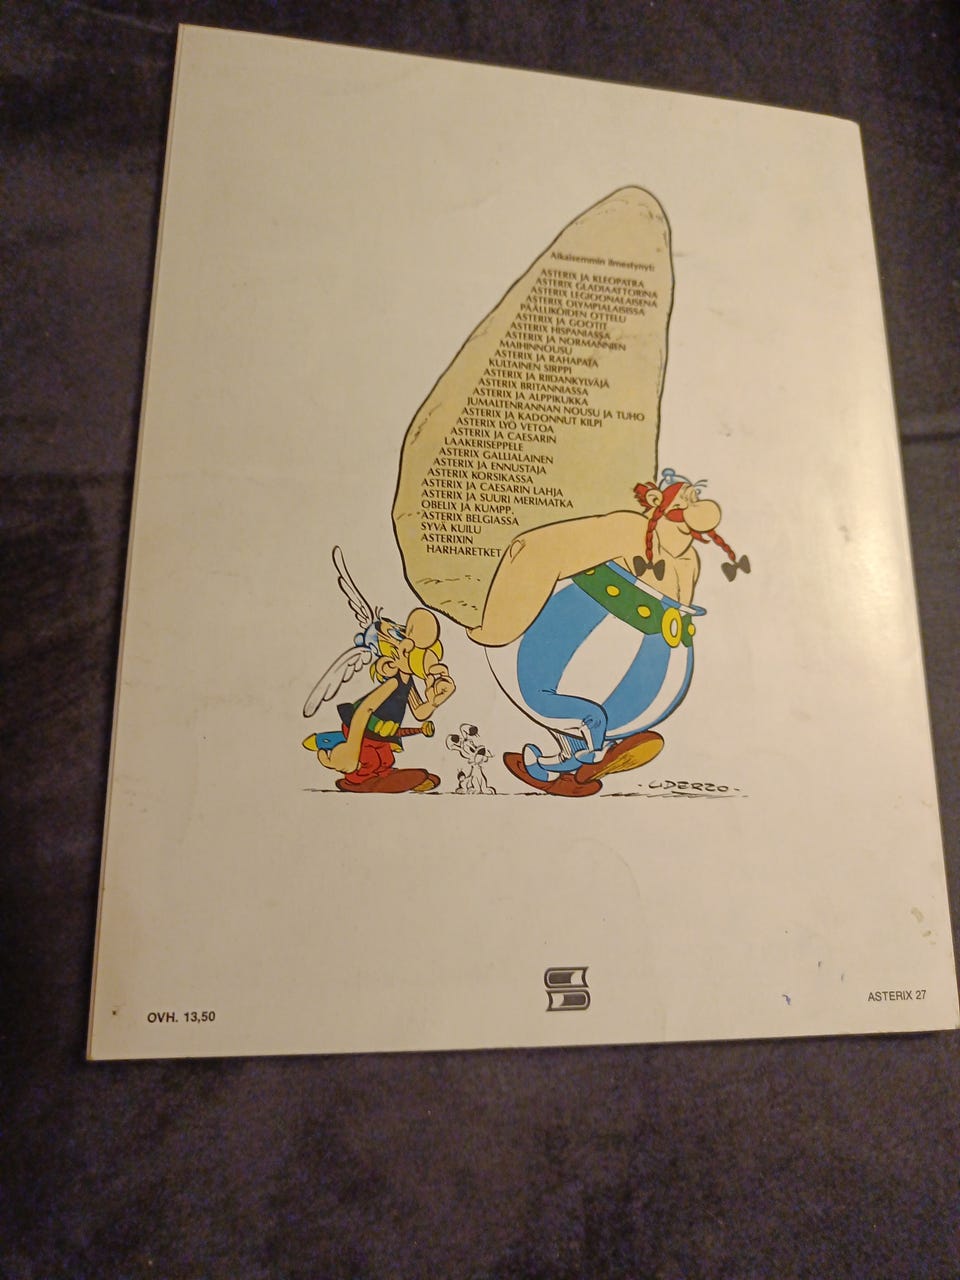 Aikaisemmin ilmestynyt:
ASTERIX JA KLEOPATRA
ASTERIX GLADIAATTORINA
ASTERIX LEGIOONALAISENA
ASTERIX OLYMPIALAISISSA
PÄÄLLIKÖIDEN OTTELU
ASTERIX JA GOOTIT
ASTERIX HISPANIASSA
ASTERIX JA NORMANNIEN
MAIHINNOUSU
ASTERIX JA RAHAPATA
KULTAINEN SIRPPI
ASTERIX JA RIIDANKYLVÄJÄ
ASTERIX BRITANNIASSA
ASTERIX JA ALPPIKUKKA
JUMALTENRANNAN NOUSU JA TUHO
ASTERIX JA KADONNUT KILPI
ASTERIX LYÖ VETOA
ASTERIX JA CAESARIN
LAAKERISEPPELE
ASTERIX GALLIALAINEN
ASTERIX JA ENNUSTAJA
ASTERIX KORSIKASSA
ASTERIX JA CAESARIN LAHJA
ASTERIX JA SUURI MERIMATKA
OBELIX JA KUMPP.
ASTERIX BELGIASSA
SYVÄ KUILU
ASTERIXIN
HARHARETKET
·UDERZO·
OVH. 13,50
ASTERIX 27